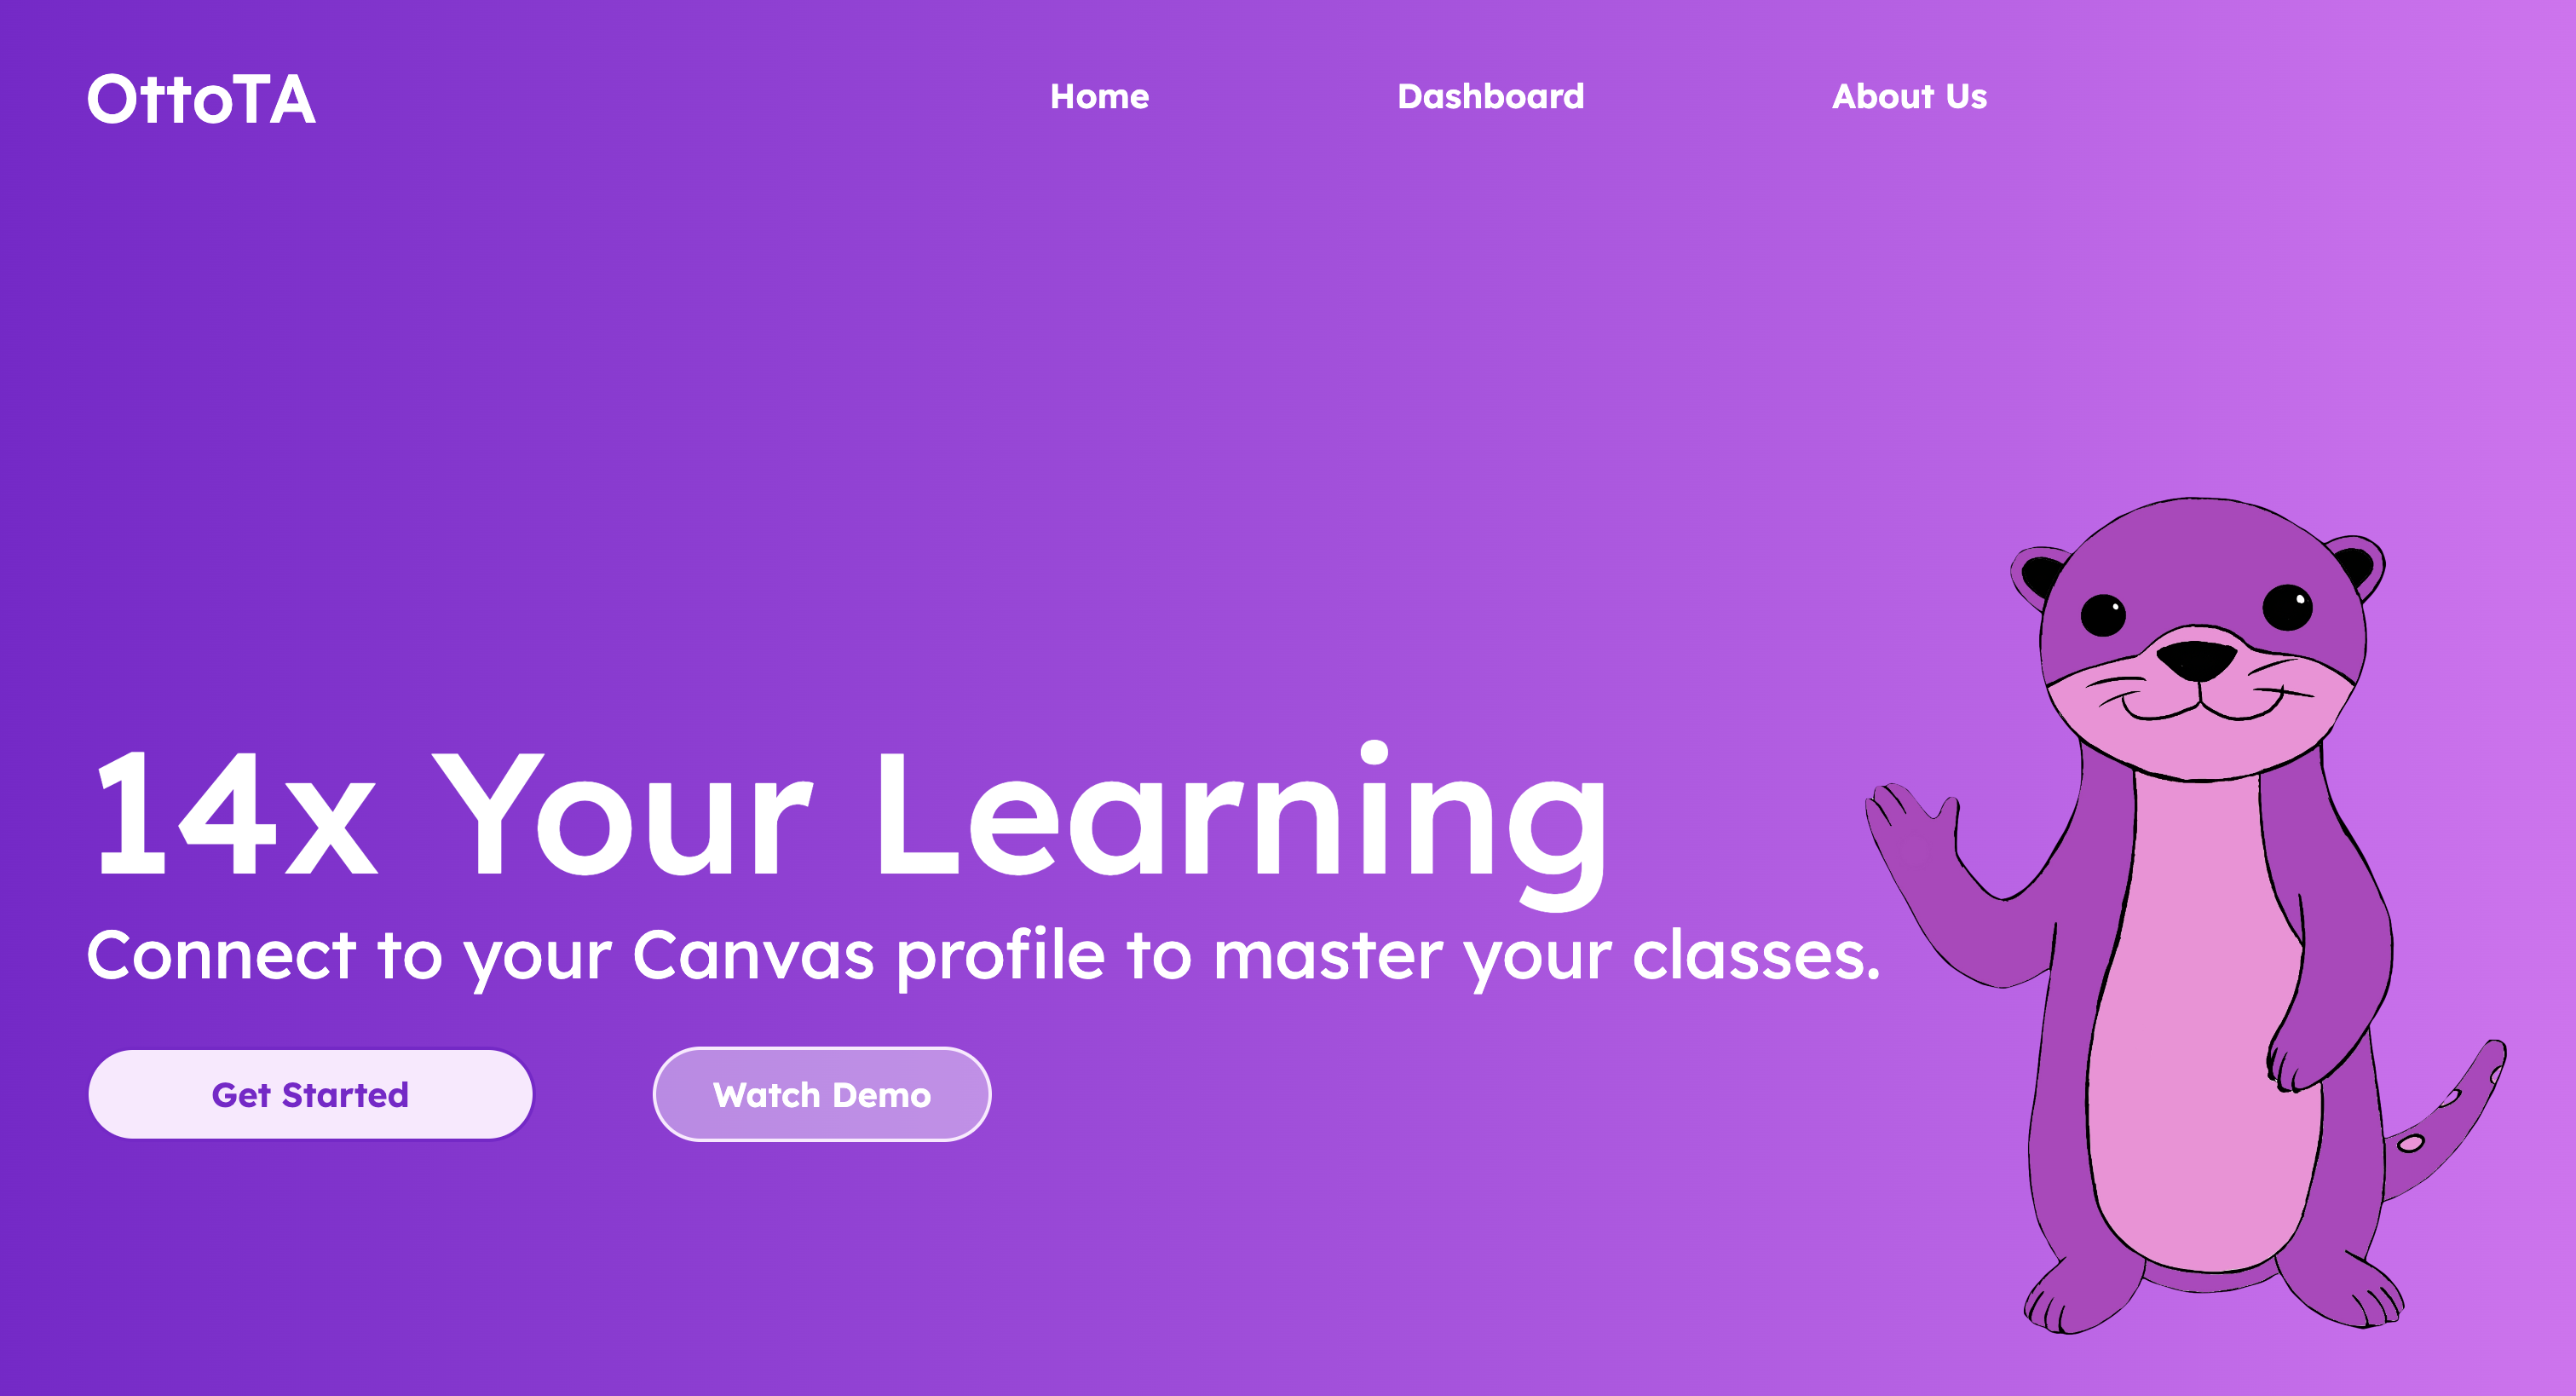 OttoTA
Home
Dashboard
About Us
14x Your Learning
Connect to your Canvas profile to master your classes.
Get Started
Watch Demo